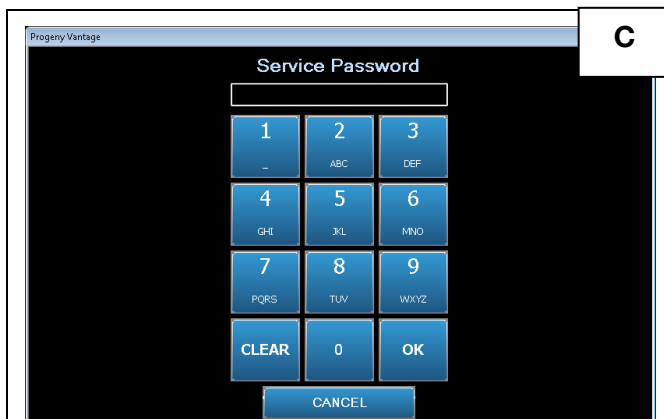 Progeny Vantage
C
Service Password
1 2 3
_ ABC DEF
4 5 6
GHI JKL MNO
7 8 9
PQRS TUV WXYZ
CLEAR 0 OK
CANCEL